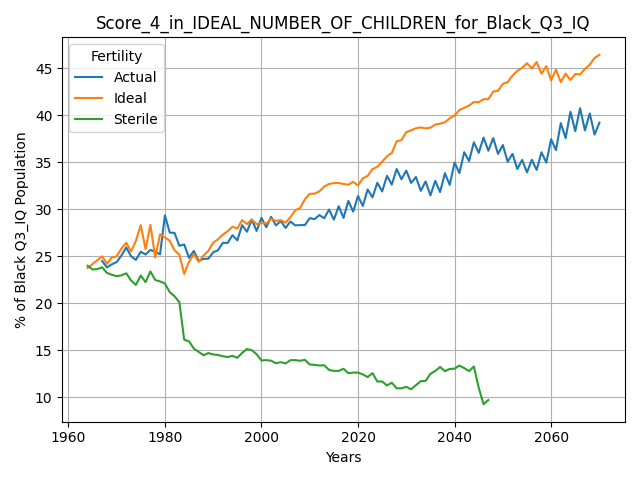 Score_4_in_IDEAL_NUMBER_OF_CHILDREN_for_Black_Q3_IQ
Fertility
Actual
Ideal
Sterile
% of Black Q3_IQ Population
45
40
35
30
25
20
15
10
1960 1980 2000 2020 2040 2060
Years